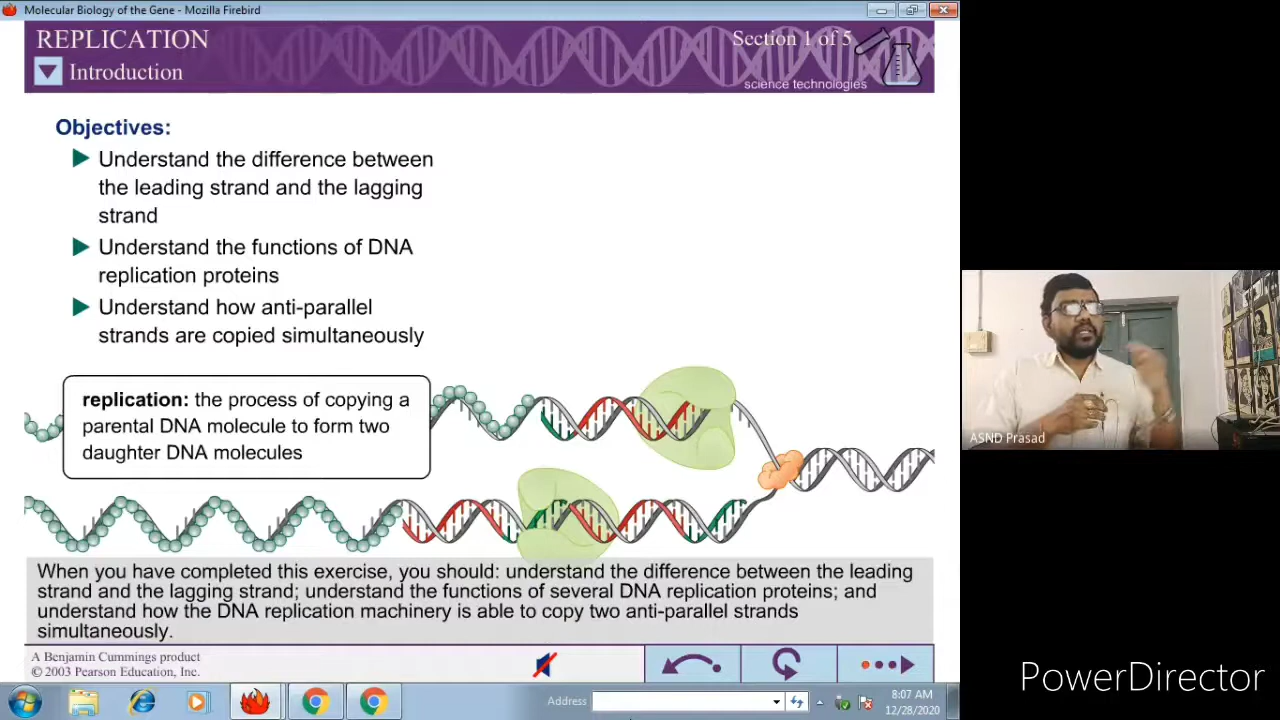 Molecular Biology of the Gene - Mozilla Firebird
REPLICATION
Section 1 of 5
Introduction
science technologies
Objectives:
Understand the difference between
the leading strand and the lagging
strand
Understand the functions of DNA
replication proteins
Understand how anti-parallel
strands are copied simultaneously
replication: the process of copying a
parental DNA molecule to form two
daughter DNA molecules
When you have completed this exercise, you should: understand the difference between the leading
strand and the lagging strand; understand the functions of several DNA replication proteins; and
understand how the DNA replication machinery is able to copy two anti-parallel strands
simultaneously.
A Benjamin Cummings product
© 2003 Pearson Education, Inc.
Address
8:07 AM
12/28/2020
ASND Prasad
PowerDirector